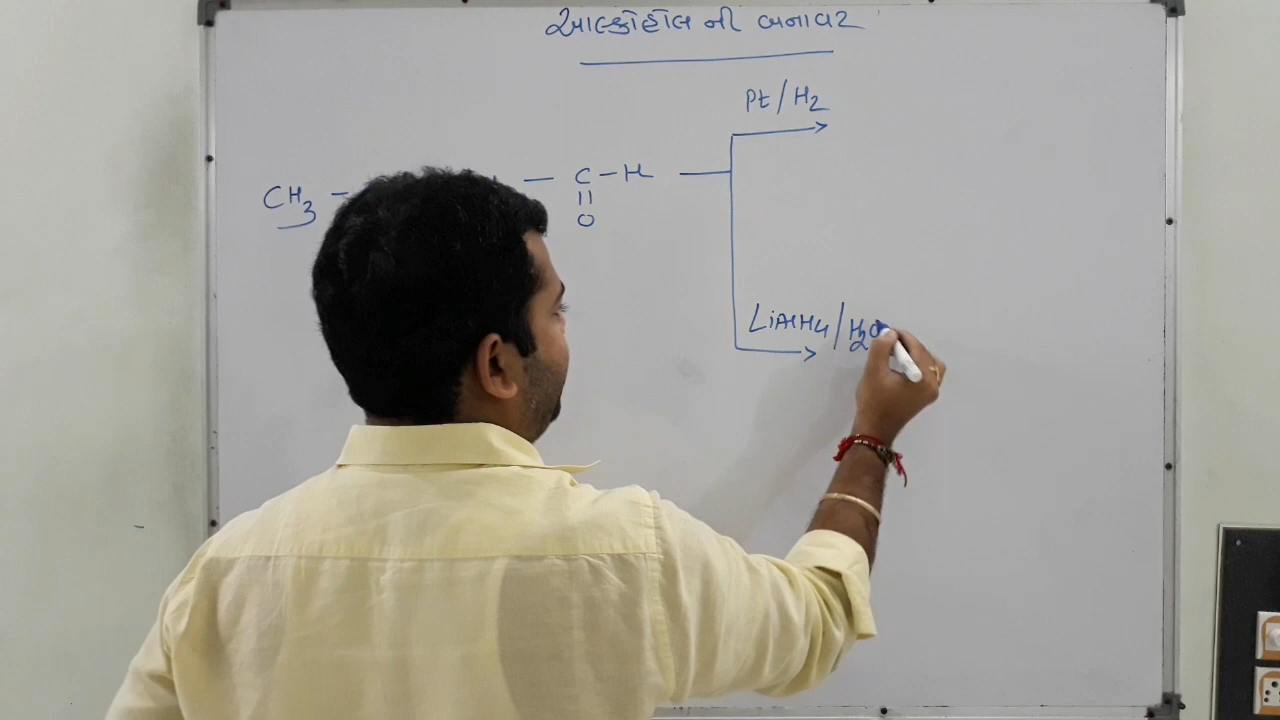 આલ્કોહોલ ની બનાવટ
Pt/H2
CH3 — — C — H —
||
O
LiAlH4/H2O